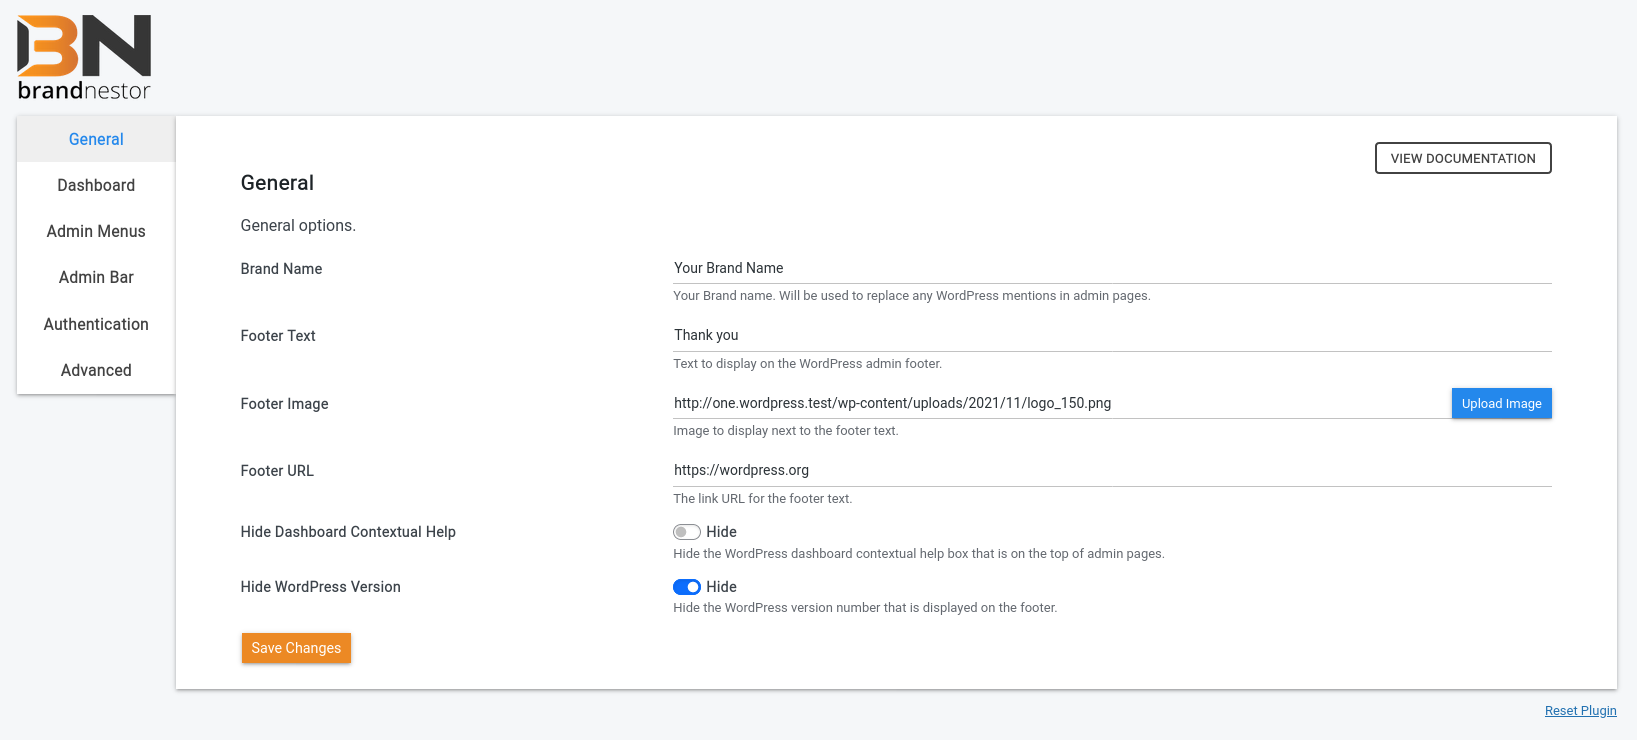 BN
brandnestor
General
Dashboard
Admin Menus
Admin Bar
Authentication
Advanced
VIEW DOCUMENTATION
General
General options.
Brand Name
Your Brand Name
Your Brand name. Will be used to replace any WordPress mentions in admin pages.
Footer Text
Thank you
Text to display on the WordPress admin footer.
Footer Image
http://one.wordpress.test/wp-content/uploads/2021/11/logo_150.png
Upload Image
Image to display next to the footer text.
Footer URL
https://wordpress.org
The link URL for the footer text.
Hide Dashboard Contextual Help
Hide
Hide the WordPress dashboard contextual help box that is on the top of admin pages.
Hide WordPress Version
Hide
Hide the WordPress version number that is displayed on the footer.
Save Changes
Reset Plugin